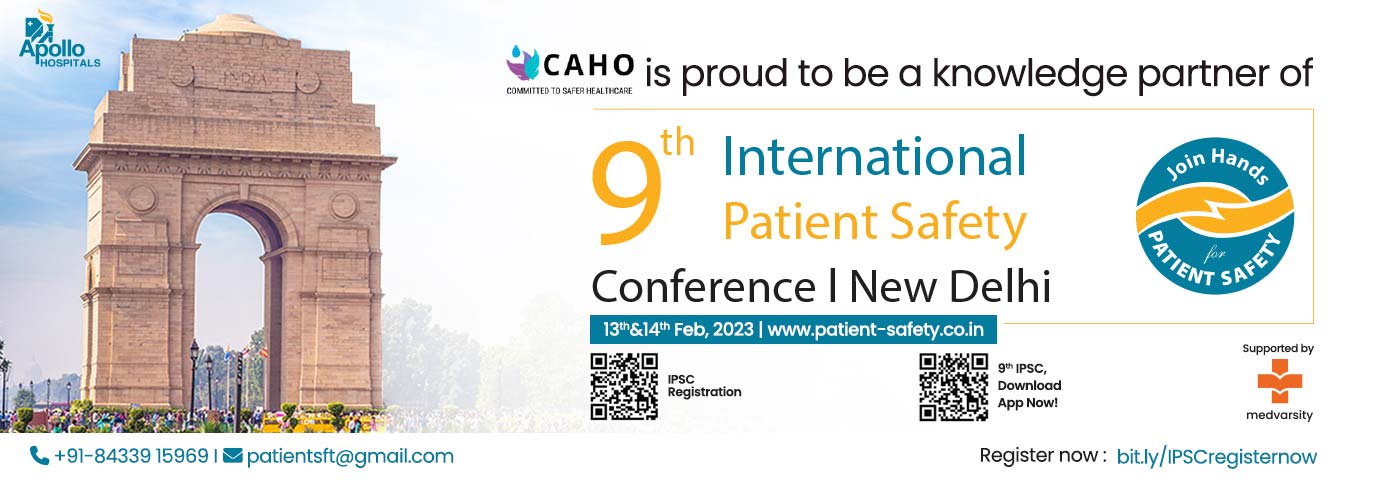 Apollo
HOSPITALS
INDIA
CAHO
COMMITTED TO SAFER HEALTHCARE
is proud to be a knowledge partner of
9th International
Patient Safety
Conference l New Delhi
Join Hands
for
PATIENT SAFETY
13th&14th Feb, 2023 | www.patient-safety.co.in
IPSC
Registration
9th IPSC,
Download
App Now!
Supported by
medvarsity
+91-84339 15969 l patientsft@gmail.com
Register now : bit.ly/IPSCregisternow